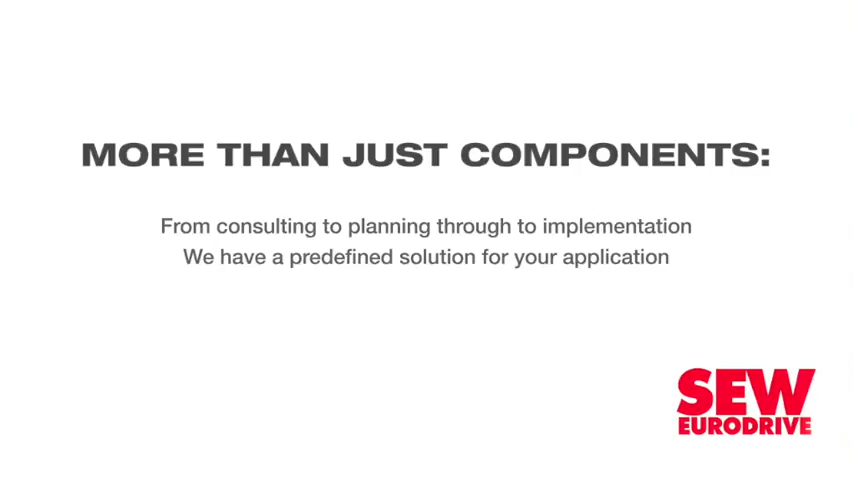 MORE THAN JUST COMPONENTS:
From consulting to planning through to implementation
We have a predefined solution for your application
SEW
EURODRIVE